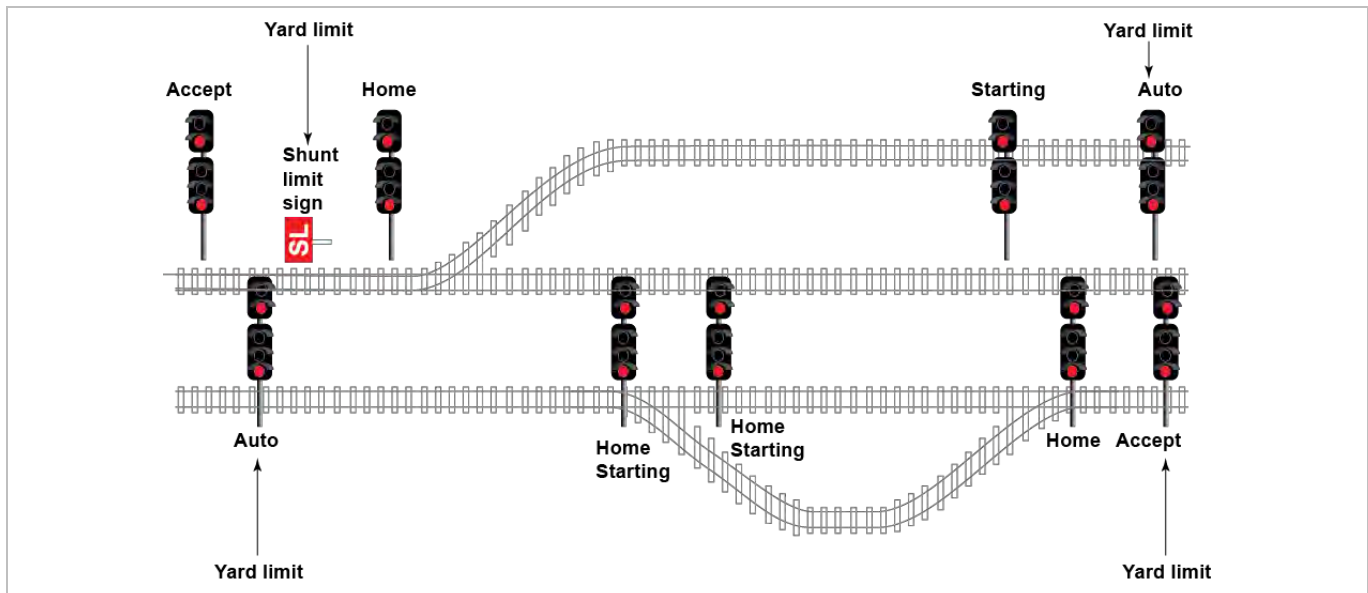 Yard limit
Yard limit
Accept
Home
Starting
Auto
Shunt
limit
sign
SL
Auto
Home
Starting
Home
Starting
Home
Accept
Yard limit
Yard limit